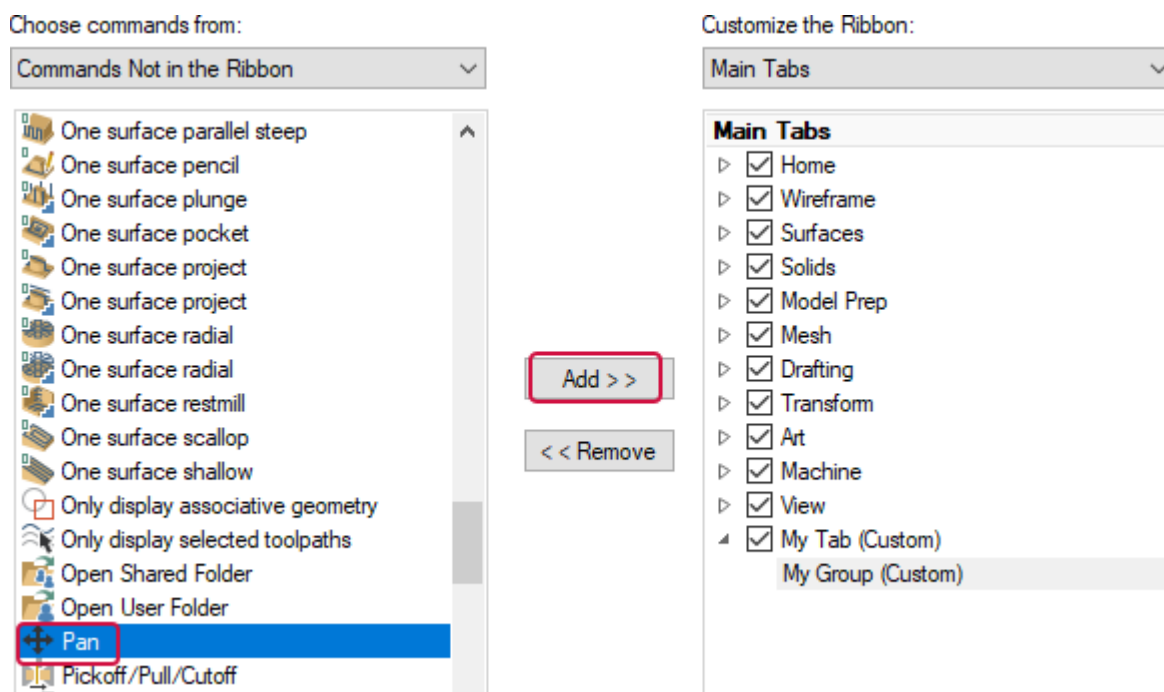 Choose commands from:
Commands Not in the Ribbon
One surface parallel steep
One surface pencil
One surface plunge
One surface pocket
One surface project
One surface project
One surface radial
One surface radial
One surface restmill
One surface scallop
One surface shallow
Only display associative geometry
Only display selected toolpaths
Open Shared Folder
Open User Folder
Pan
Pickoff/Pull/Cutoff
Add > >
< < Remove
Customize the Ribbon:
Main Tabs
Main Tabs
Home
Wireframe
Surfaces
Solids
Model Prep
Mesh
Drafting
Transform
Art
Machine
View
My Tab (Custom)
My Group (Custom)